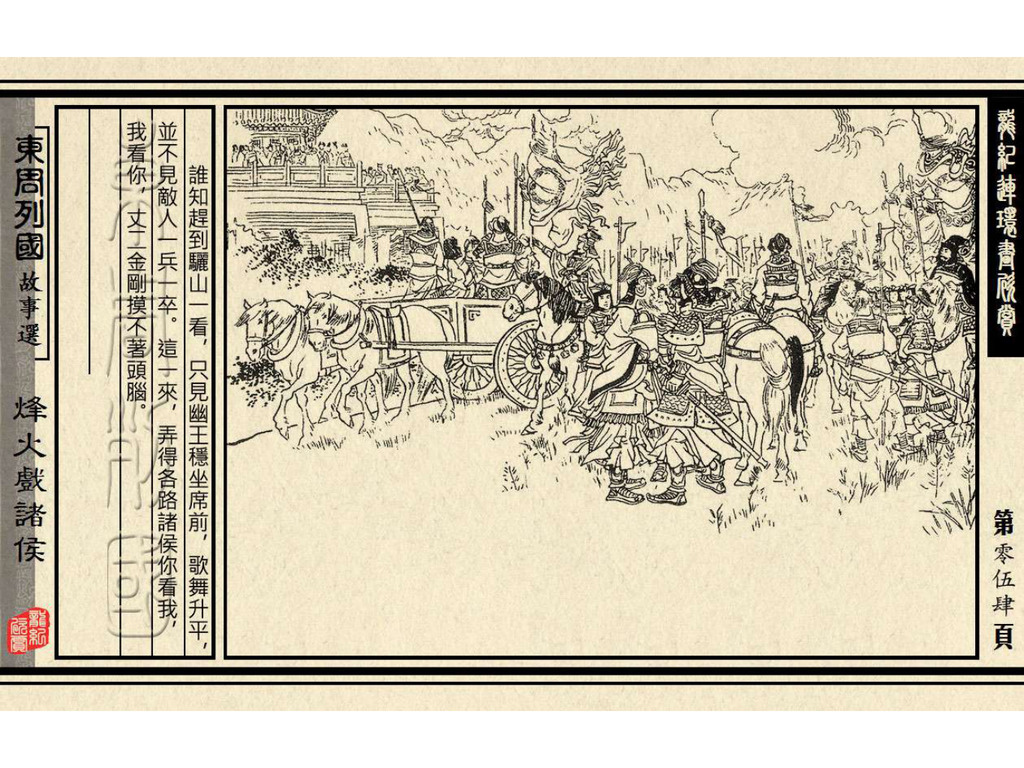 龍紀連環畫欣賞
第零伍肆頁
誰知趕到驪山一看，只見幽王穩坐席前，歌舞升平，
並不見敵人一兵一卒。這一來，弄得各路諸侯你看我，
我看你，丈二金剛摸不著頭腦。
東周列國故事選
烽火戲諸侯